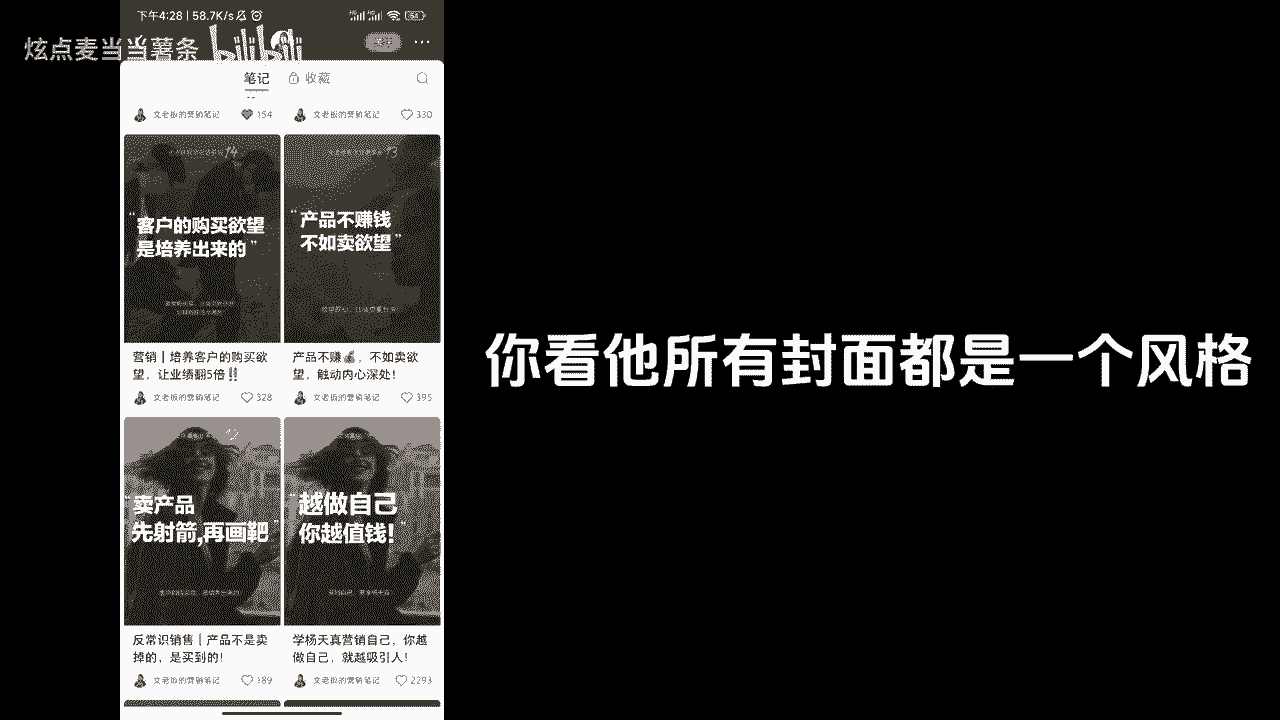 下午4:28 | 58.7K/s
炫点麦当当薯条
bilibili
笔记
收藏
文老板的营销笔记
154
文老板的营销笔记
330
14
“客户的购买欲望
是培养出来的”
13
“产品不赚钱
不如卖欲望”
营销 | 培养客户的购买欲
望，让业绩翻5倍‼️
产品不赚💰，不如卖欲
望，触动内心深处！
文老板的营销笔记
328
文老板的营销笔记
395
12
“卖产品
先射箭,再画靶”
“越做自己
你越值钱!”
反常识销售 | 产品不是卖
掉的，是买到的！
学杨天真营销自己，你越
做自己，就越吸引人！
文老板的营销笔记
189
文老板的营销笔记
2293
你看他所有封面都是一个风格